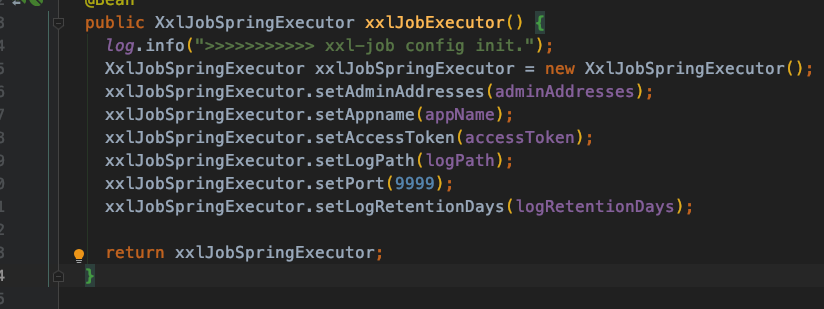 @Bean
public XxlJobSpringExecutor xxlJobExecutor() {
log.info(">>>>>>>>>>> xxl-job config init.");
XxlJobSpringExecutor xxlJobSpringExecutor = new XxlJobSpringExecutor();
xxlJobSpringExecutor.setAdminAddresses(adminAddresses);
xxlJobSpringExecutor.setAppname(appName);
xxlJobSpringExecutor.setAccessToken(accessToken);
xxlJobSpringExecutor.setLogPath(logPath);
xxlJobSpringExecutor.setPort(9999);
xxlJobSpringExecutor.setLogRetentionDays(logRetentionDays);
return xxlJobSpringExecutor;
}